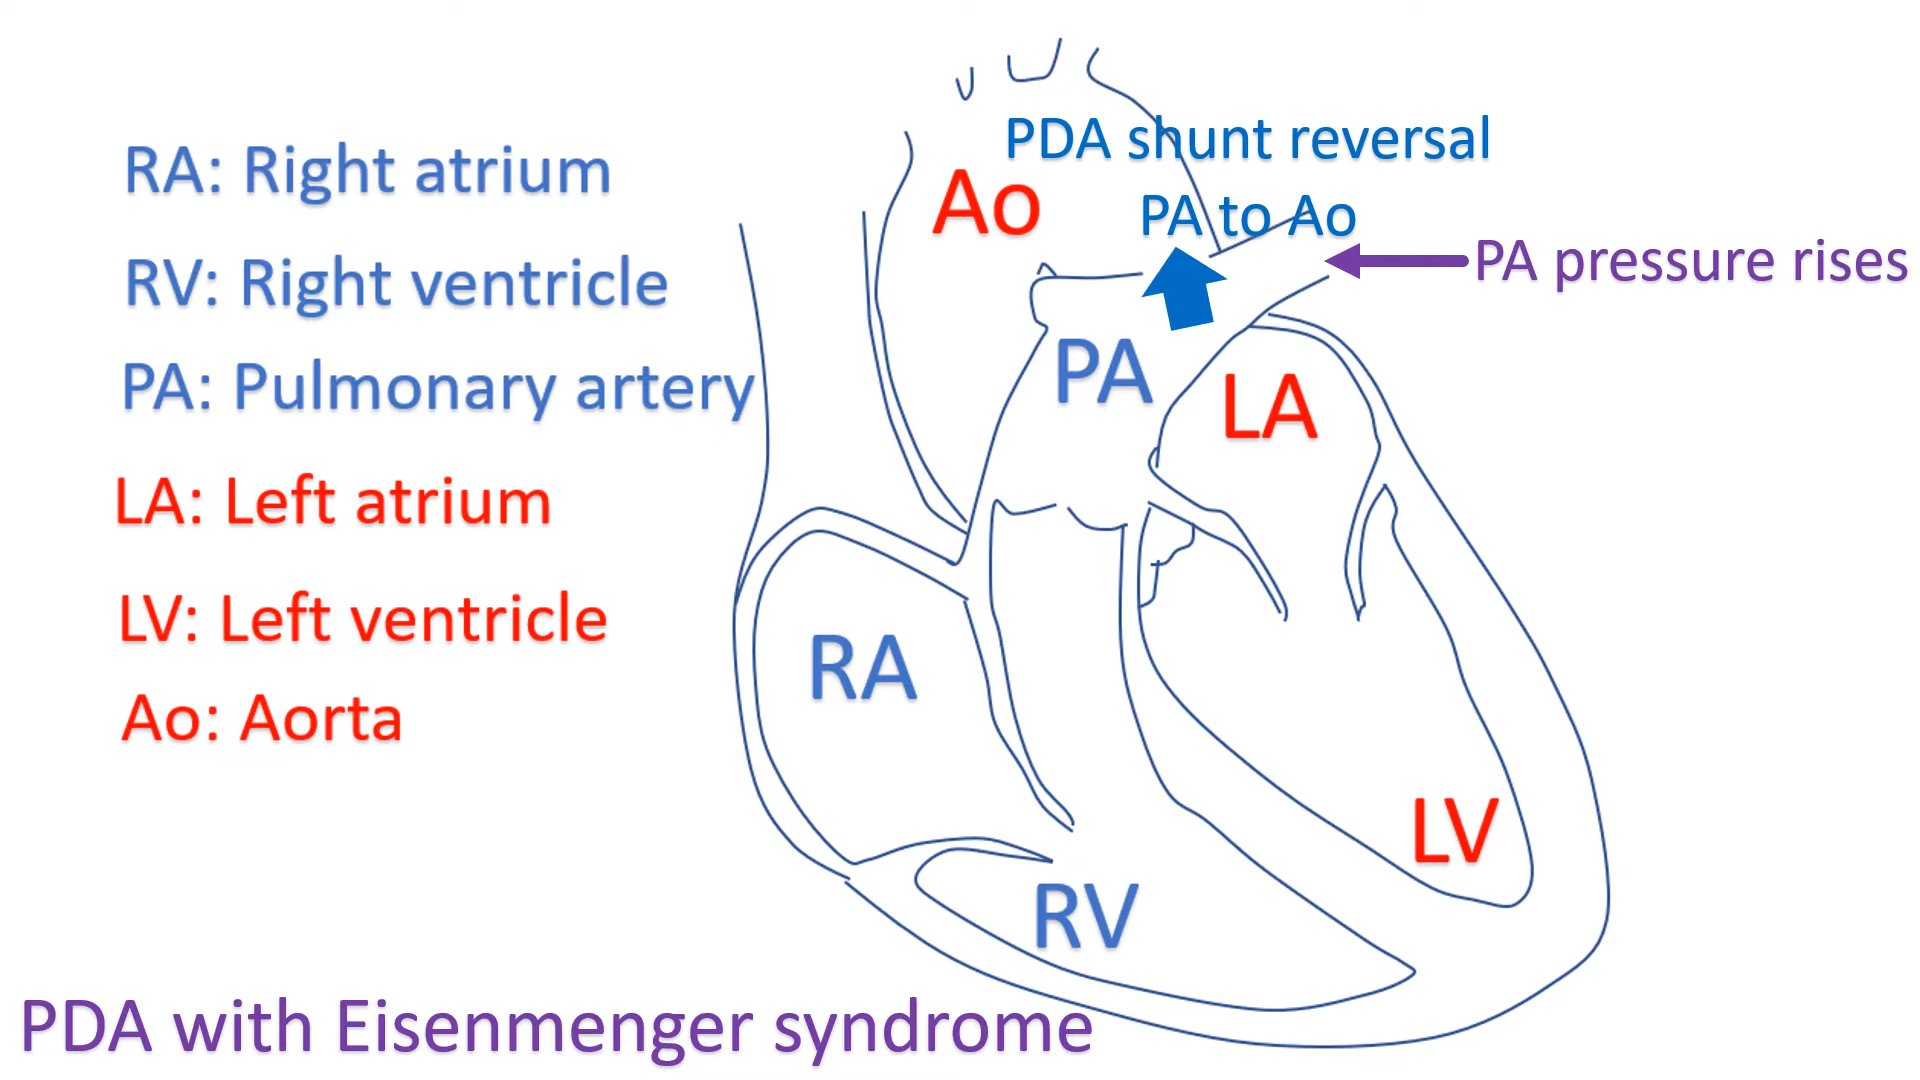 RA: Right atrium
RV: Right ventricle
PA: Pulmonary artery
LA: Left atrium
LV: Left ventricle
Ao: Aorta
PDA shunt reversal
PA to Ao
PA pressure rises
Ao
PA
LA
RA
LV
RV
PDA with Eisenmenger syndrome